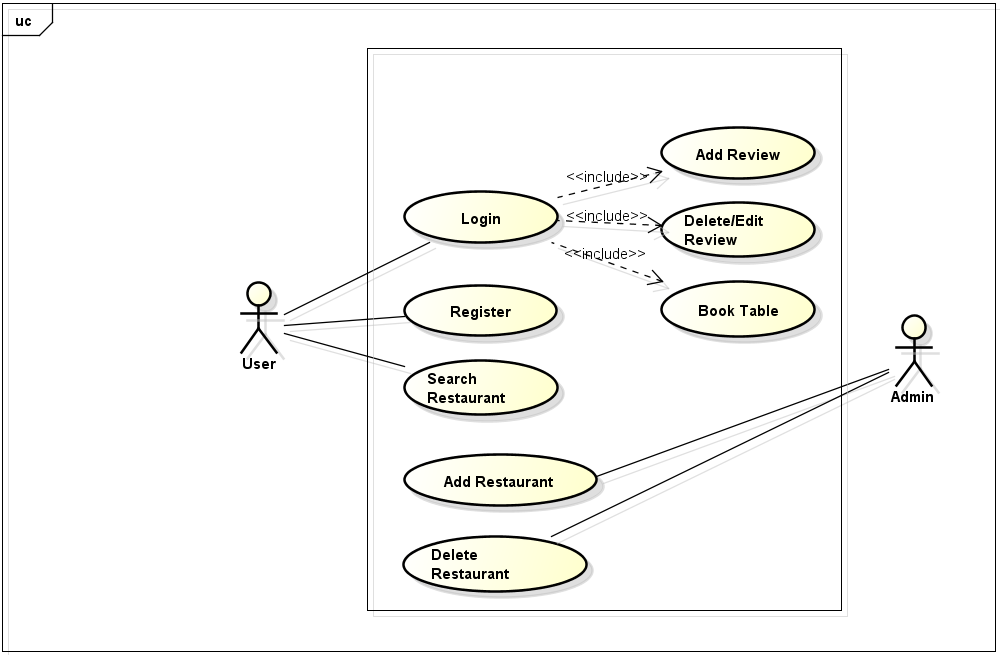 uc
Add Review
<<include>>
Login
<<include>>
Delete/Edit
Review
<<include>>
Register
Book Table
User
Search
Restaurant
Admin
Add Restaurant
Delete
Restaurant